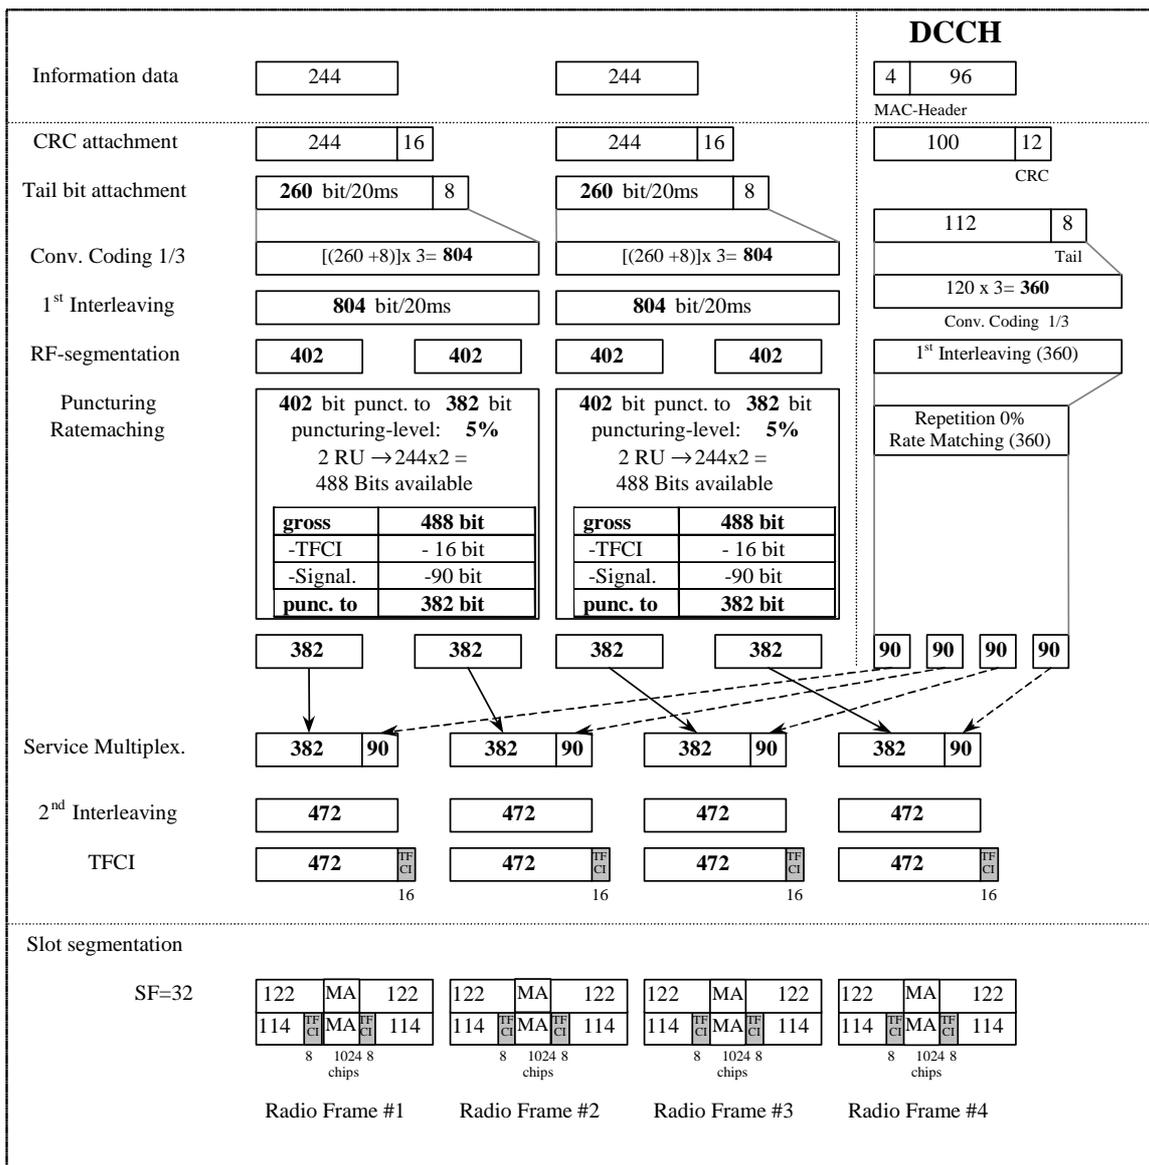 DCCH
Information data 244 244 4 96
MAC-Header
CRC attachment 244 16 244 16 100 12
CRC
Tail bit attachment 260 bit/20ms 8 260 bit/20ms 8
112 8
Tail
Conv. Coding 1/3 [(260 +8)]x 3= 804 [(260 +8)]x 3= 804
120 x 3= 360
1st Interleaving 804 bit/20ms 804 bit/20ms
Conv. Coding 1/3
RF-segmentation 402 402 402 402 1st Interleaving (360)
Puncturing
Ratemaching
402 bit punct. to 382 bit
puncturing-level: 5%
2 RU →244x2 =
488 Bits available
gross 488 bit
-TFCI - 16 bit
-Signal. -90 bit
punc. to 382 bit
402 bit punct. to 382 bit
puncturing-level: 5%
2 RU →244x2 =
488 Bits available
gross 488 bit
-TFCI - 16 bit
-Signal. -90 bit
punc. to 382 bit
Repetition 0%
Rate Matching (360)
382 382 382 382 90 90 90 90
Service Multiplex. 382 90 382 90 382 90 382 90
2nd Interleaving 472 472 472 472
TFCI 472 TF CI 472 TF CI 472 TF CI 472 TF CI
16 16 16 16
Slot segmentation
SF=32 122 MA 122 122 MA 122 122 MA 122 122 MA 122
114 TF CI MA TF CI 114 114 TF CI MA TF CI 114 114 TF CI MA TF CI 114 114 TF CI MA TF CI 114
8 1024 8 8 1024 8 8 1024 8 8 1024 8
chips chips chips chips
Radio Frame #1 Radio Frame #2 Radio Frame #3 Radio Frame #4